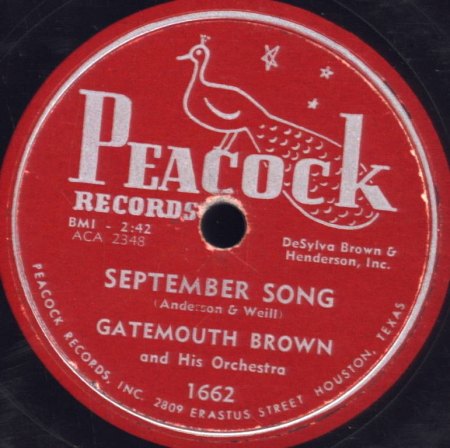 PEACOCK
RECORDS
BMI - 2:42
ACA 2348
DeSylva Brown &
Henderson, Inc.
SEPTEMBER SONG
(Anderson & Weill)
GATEMOUTH BROWN
and His Orchestra
1662
PEACOCK RECORDS, INC. 2809 ERASTUS STREET HOUSTON, TEXAS